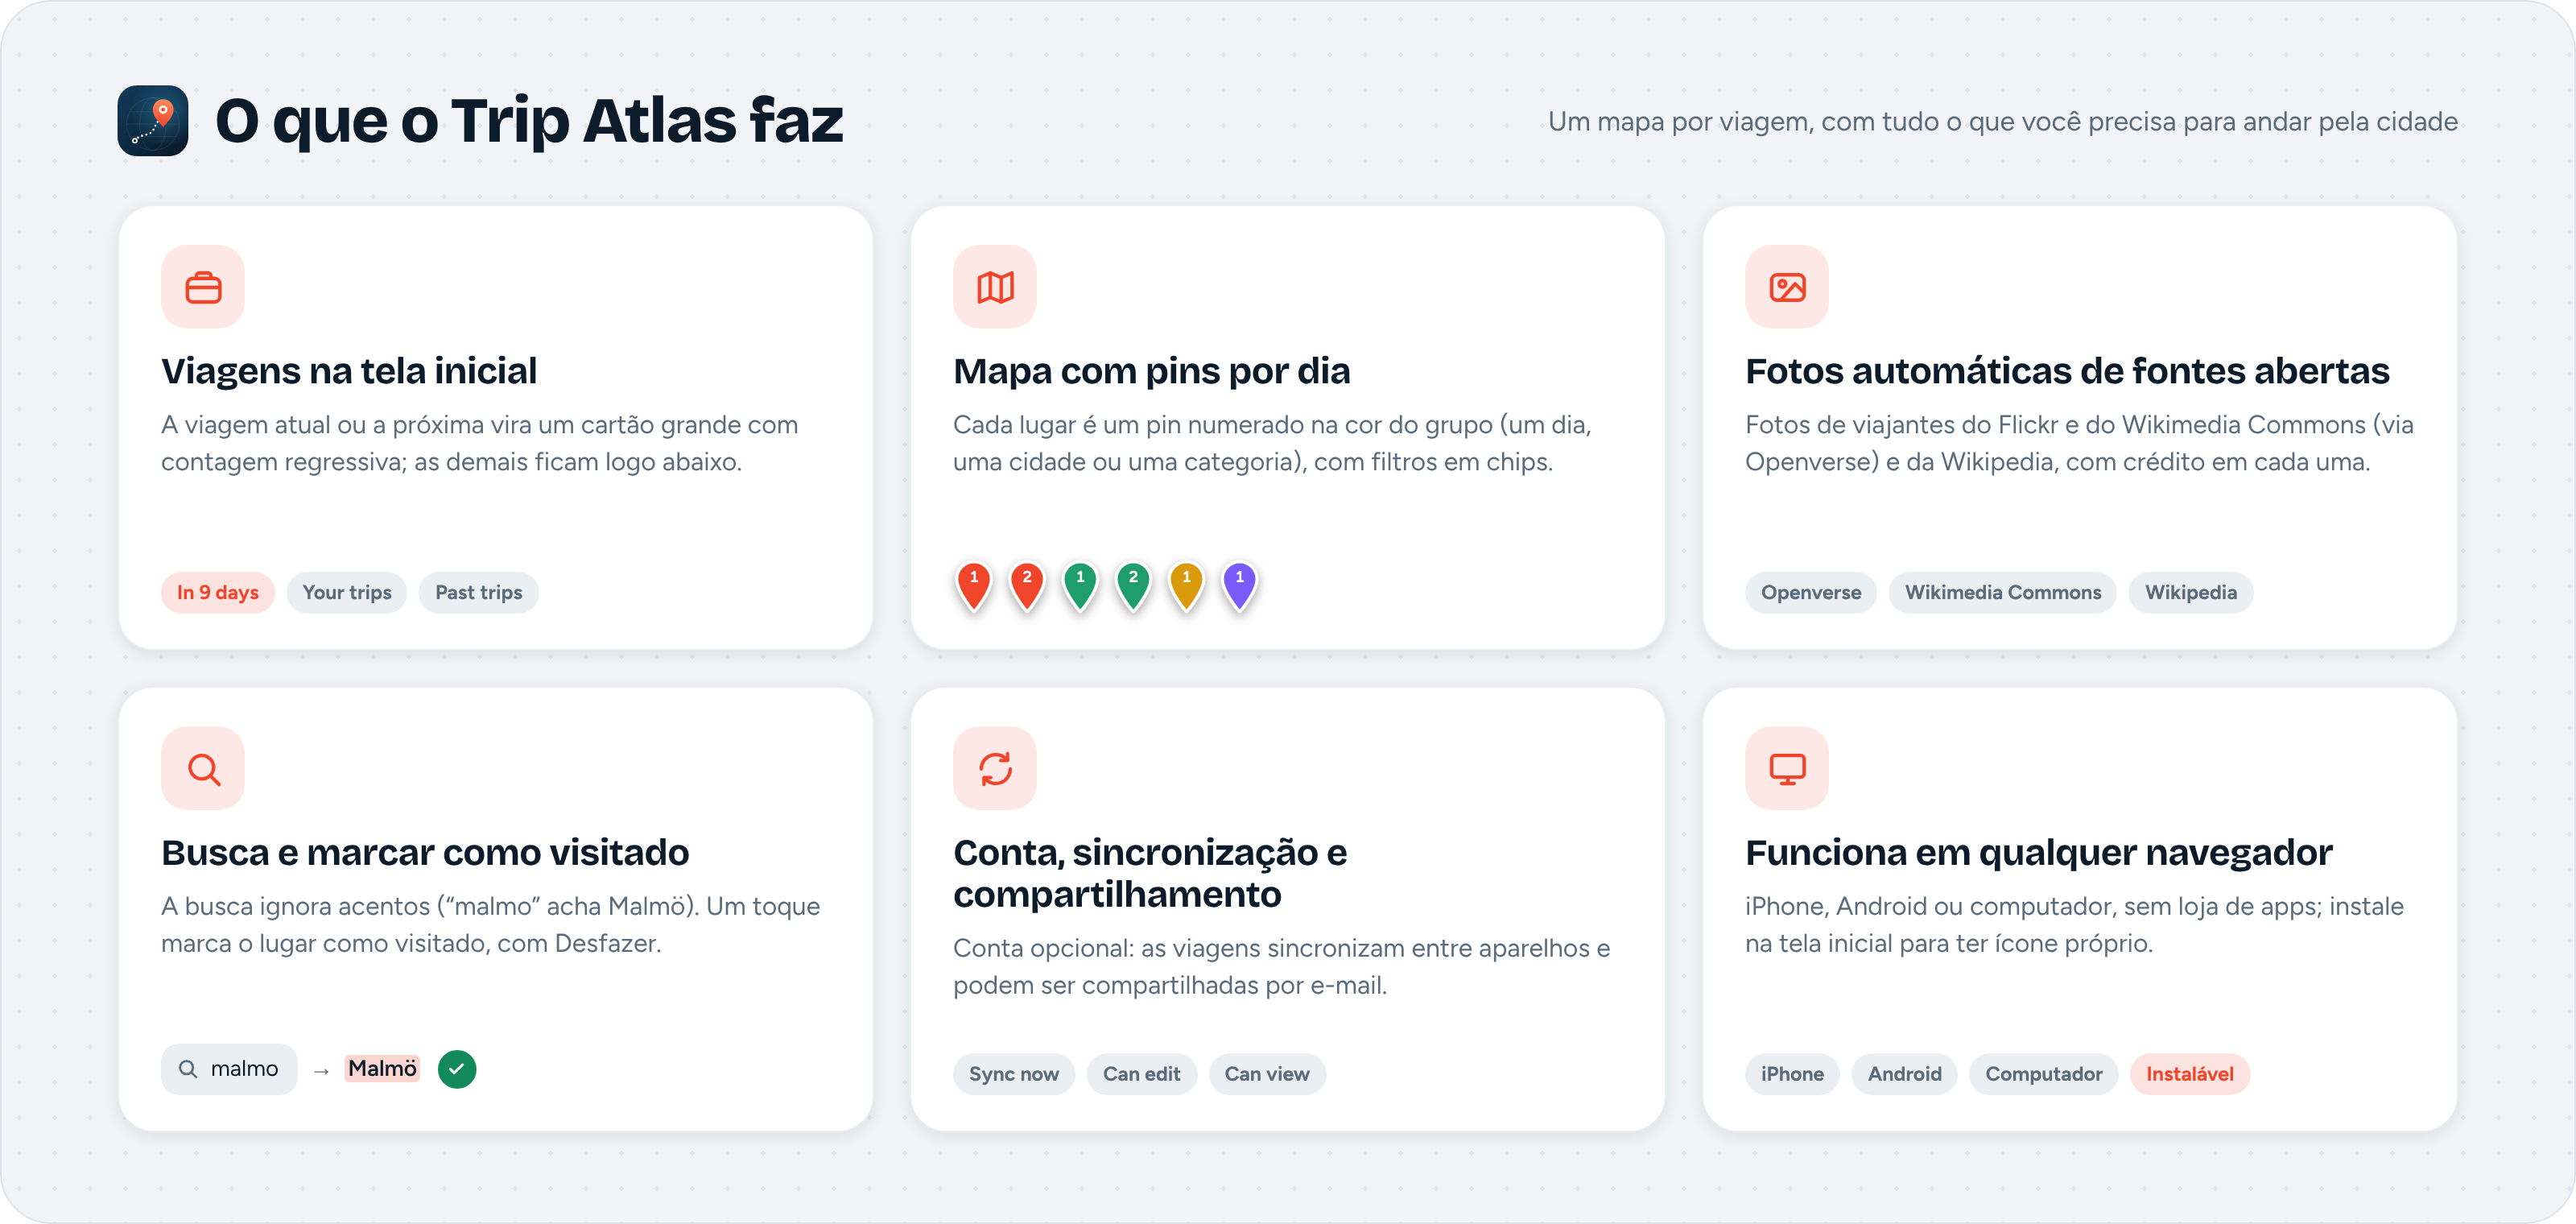 O que o Trip Atlas faz
Um mapa por viagem, com tudo o que você precisa para andar pela cidade
Viagens na tela inicial
A viagem atual ou a próxima vira um cartão grande com
contagem regressiva; as demais ficam logo abaixo.
In 9 days Your trips Past trips
Mapa com pins por dia
Cada lugar é um pin numerado na cor do grupo (um dia,
uma cidade ou uma categoria), com filtros em chips.
1 2 1 2 1 1
Fotos automáticas de fontes abertas
Fotos de viajantes do Flickr e do Wikimedia Commons (via
Openverse) e da Wikipedia, com crédito em cada uma.
Openverse Wikimedia Commons Wikipedia
Busca e marcar como visitado
A busca ignora acentos (“malmo” acha Malmö). Um toque
marca o lugar como visitado, com Desfazer.
malmo → Malmö
Conta, sincronização e
compartilhamento
Conta opcional: as viagens sincronizam entre aparelhos e
podem ser compartilhadas por e-mail.
Sync now Can edit Can view
Funciona em qualquer navegador
iPhone, Android ou computador, sem loja de apps; instale
na tela inicial para ter ícone próprio.
iPhone Android Computador Instalável